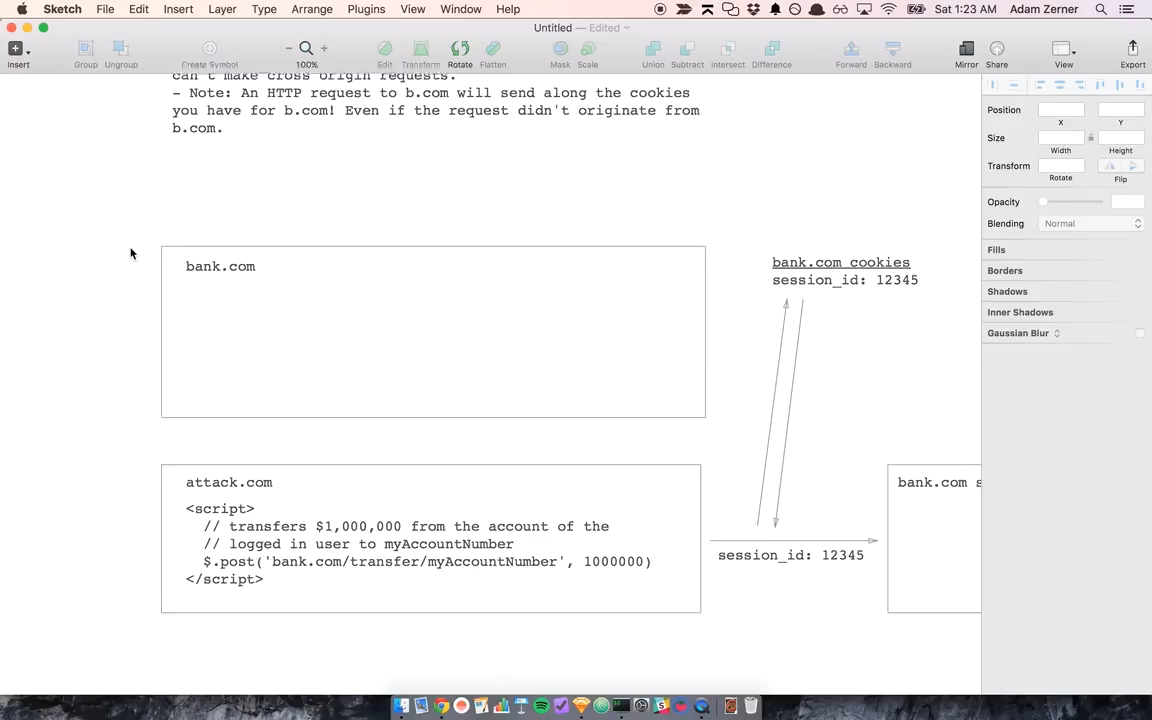 Sketch File Edit Insert Layer Type Arrange Plugins View Window Help Sat 1:23 AM Adam Zerner
Untitled — Edited
Insert Group Ungroup Create Symbol 100% Edit Transform Rotate Flatten Mask Scale Union Subtract Intersect Difference Forward Backward Mirror Share View Export
can't make cross origin requests.
- Note: An HTTP request to b.com will send along the cookies
you have for b.com! Even if the request didn't originate from
b.com.
bank.com
bank.com cookies
session_id: 12345
attack.com
<script>
// transfers $1,000,000 from the account of the
// logged in user to myAccountNumber
$.post('bank.com/transfer/myAccountNumber', 1000000)
</script>
session_id: 12345
bank.com s
Position
X Y
Size
Width Height
Transform
Rotate Flip
Opacity
Blending Normal
Fills
Borders
Shadows
Inner Shadows
Gaussian Blur